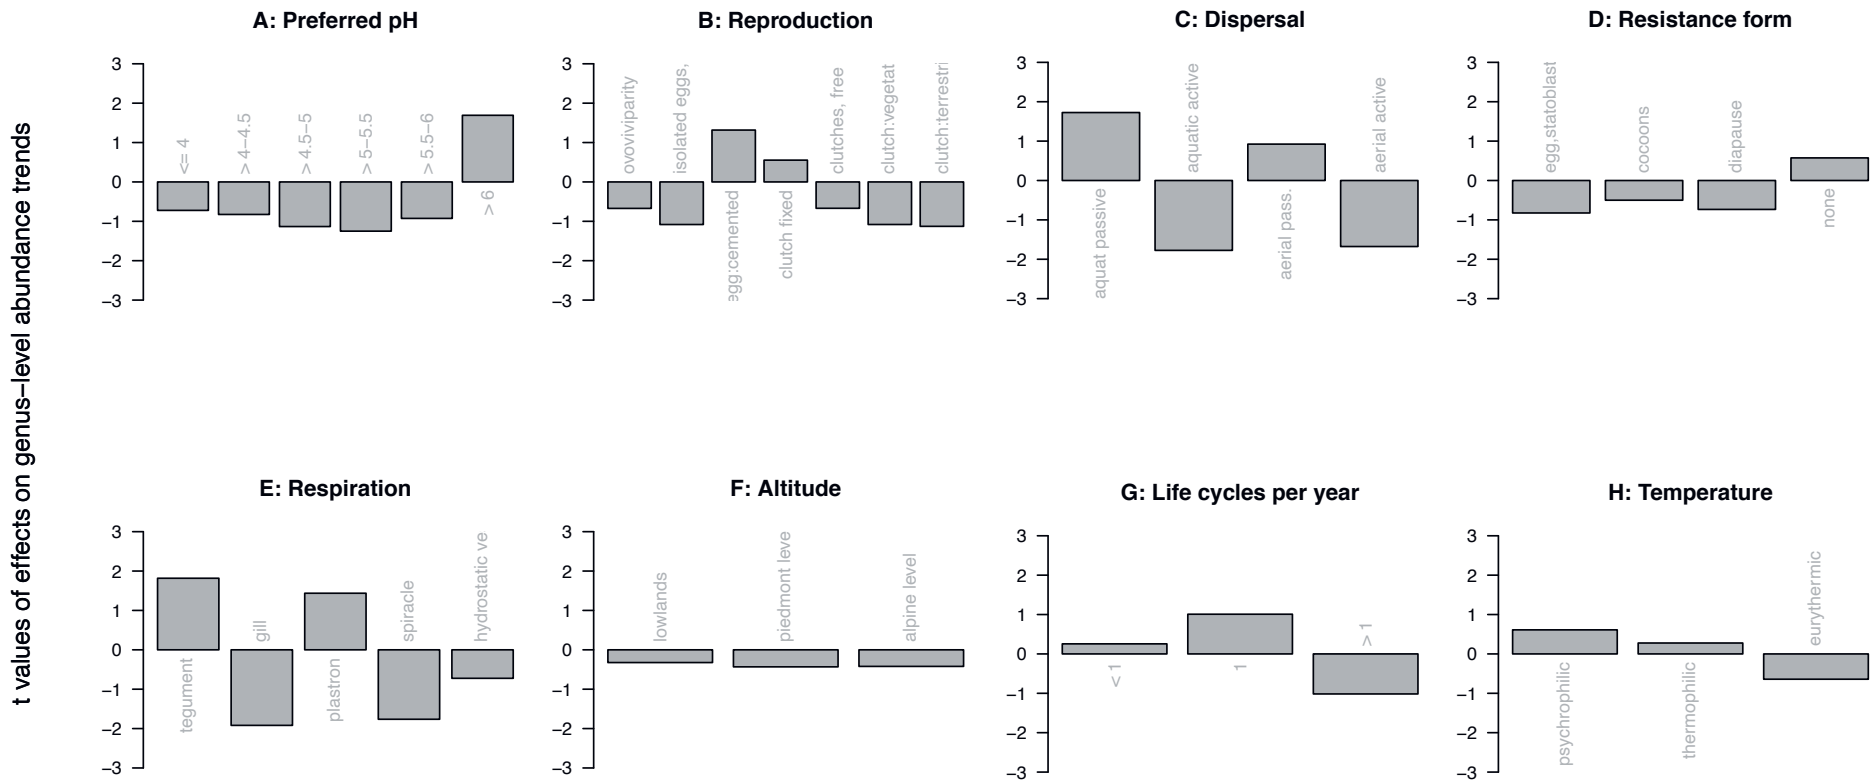 t values of effects on genus–level abundance trends
A: Preferred pH
3
2
1
0
−1
−2
−3
<= 4
> 4−4.5
> 4.5−5
> 5−5.5
> 5.5−6
> 6
B: Reproduction
3
2
1
0
−1
−2
−3
ovoviviparity
isolated eggs,
egg:cemented
clutch fixed
clutches, free
clutch:vegetat
clutch:terrestri
C: Dispersal
3
2
1
0
−1
−2
−3
aquat passive
aquatic active
aerial pass.
aerial active
D: Resistance form
3
2
1
0
−1
−2
−3
egg,statoblast
cocoons
diapause
none
E: Respiration
3
2
1
0
−1
−2
−3
tegument
gill
plastron
spiracle
hydrostatic ve
F: Altitude
3
2
1
0
−1
−2
−3
lowlands
piedmont leve
alpine level
G: Life cycles per year
3
2
1
0
−1
−2
−3
< 1
1
> 1
H: Temperature
3
2
1
0
−1
−2
−3
psychrophilic
thermophilic
eurythermic